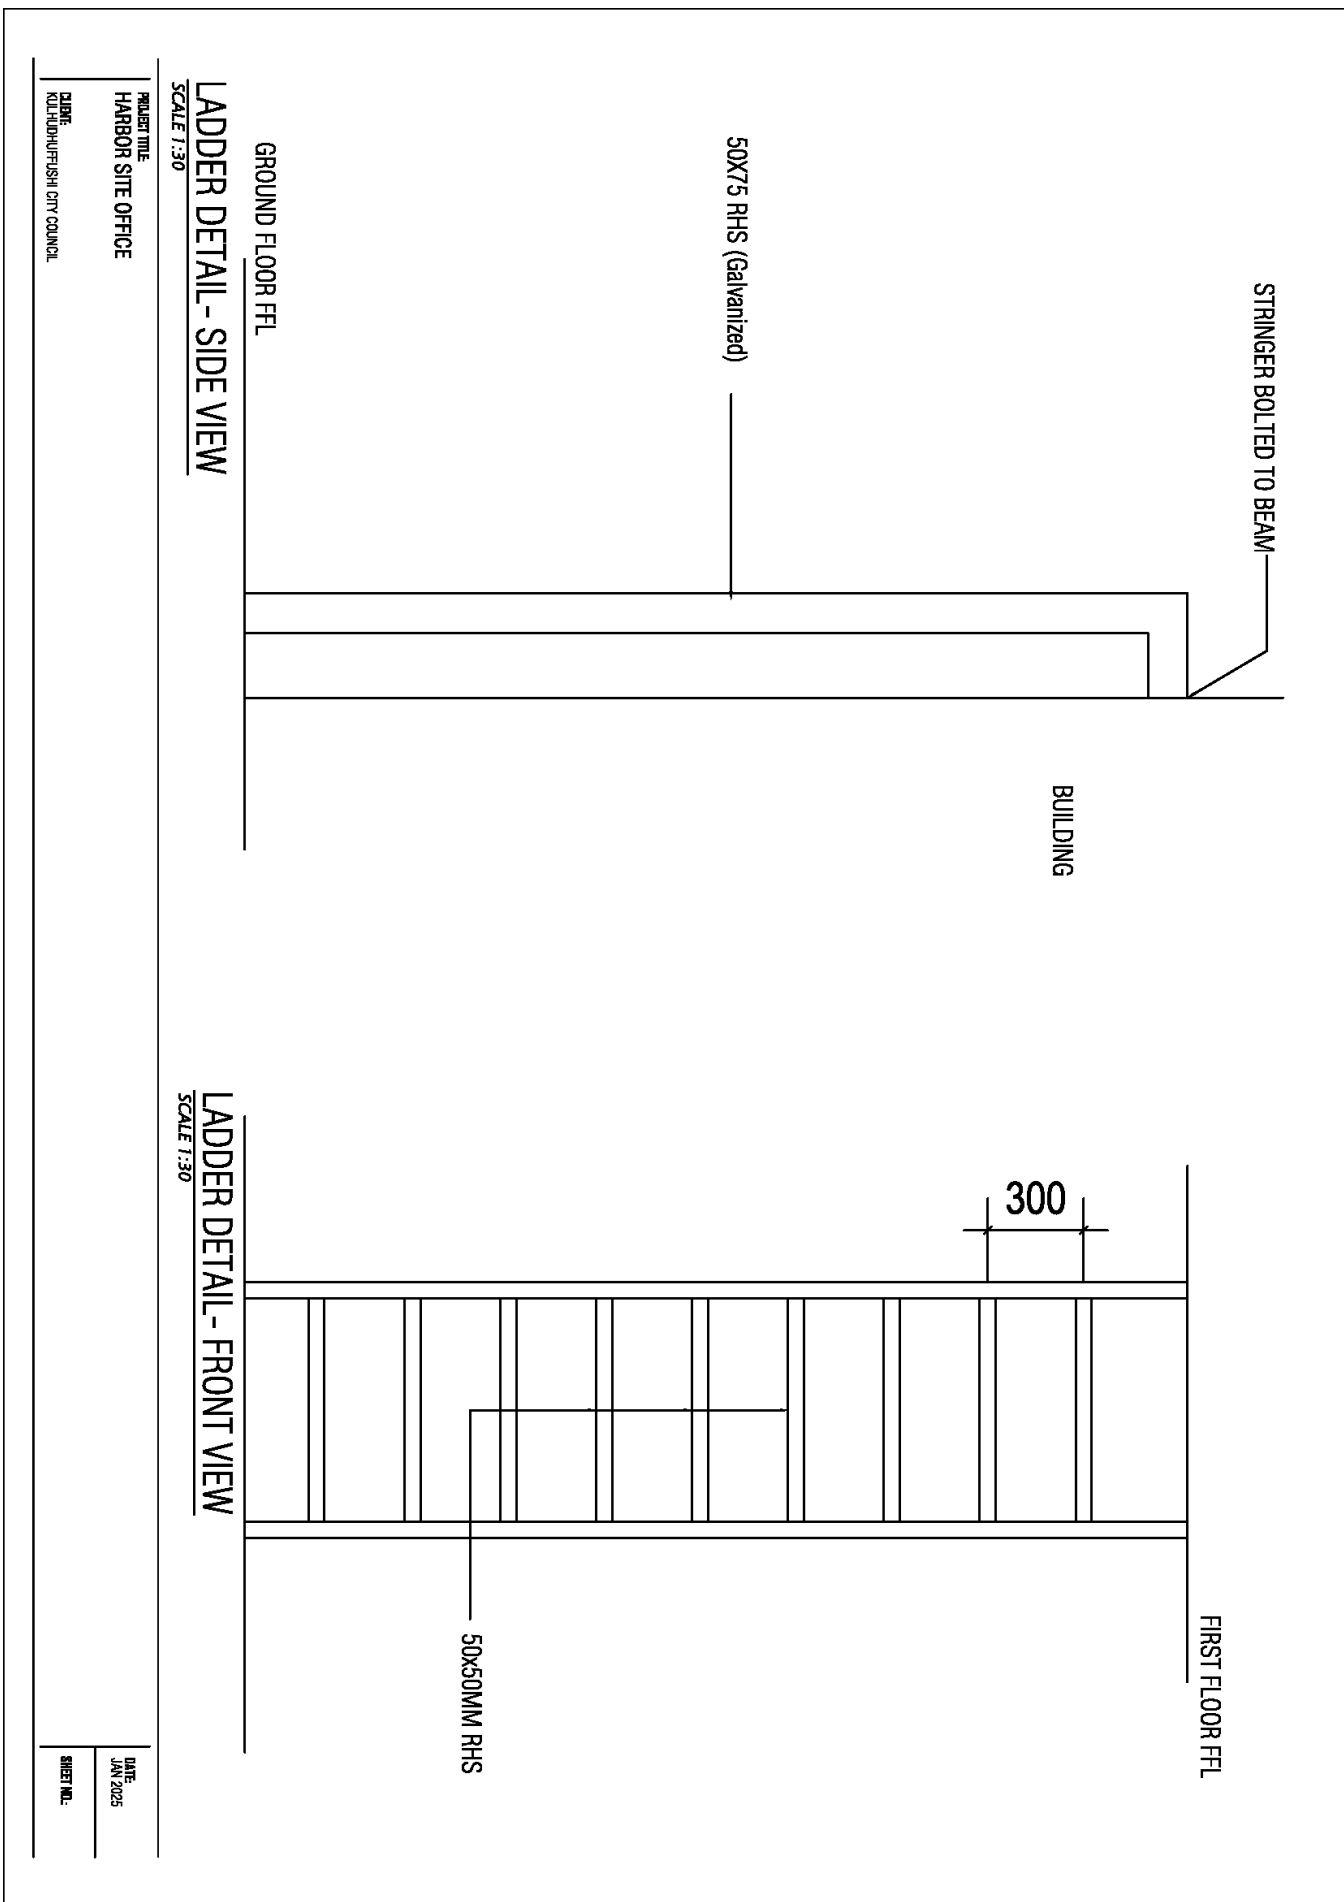 STRINGER BOLTED TO BEAM
BUILDING
50X75 RHS (Galvanized)
GROUND FLOOR FFL
LADDER DETAIL- SIDE VIEW
SCALE 1:30
FIRST FLOOR FFL
300
50x50MM RHS
LADDER DETAIL- FRONT VIEW
SCALE 1:30
PROJECT TITLE:
HARBOR SITE OFFICE
CLIENT:
KULHUDHUFFUSHI CITY COUNCIL
DATE:
JAN 2025
SHEET NO.: